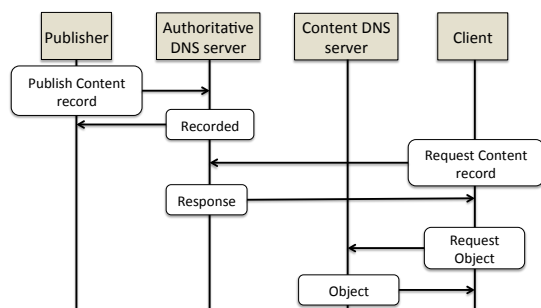 Publisher
Authoritative
DNS server
Content DNS
server
Client
Publish Content
record
Recorded
Request Content
record
Response
Request
Object
Object